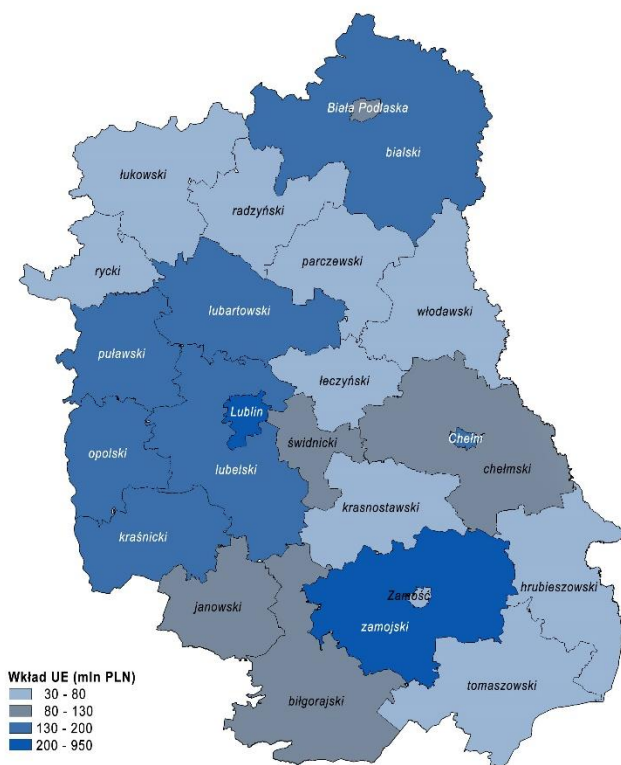 Biała Podlaska
bialski
łukowski
radzyński
parczewski
rycki
lubartowski
włodawski
puławski
łęczyński
Lublin
świdnicki
Chełm
opolski
lubelski
chełmski
krasnostawski
kraśnicki
hrubieszowski
Zamość
janowski
zamojski
Wkład UE (mln PLN)
30 - 80
80 - 130
130 - 200
200 - 950
biłgorajski
tomaszowski